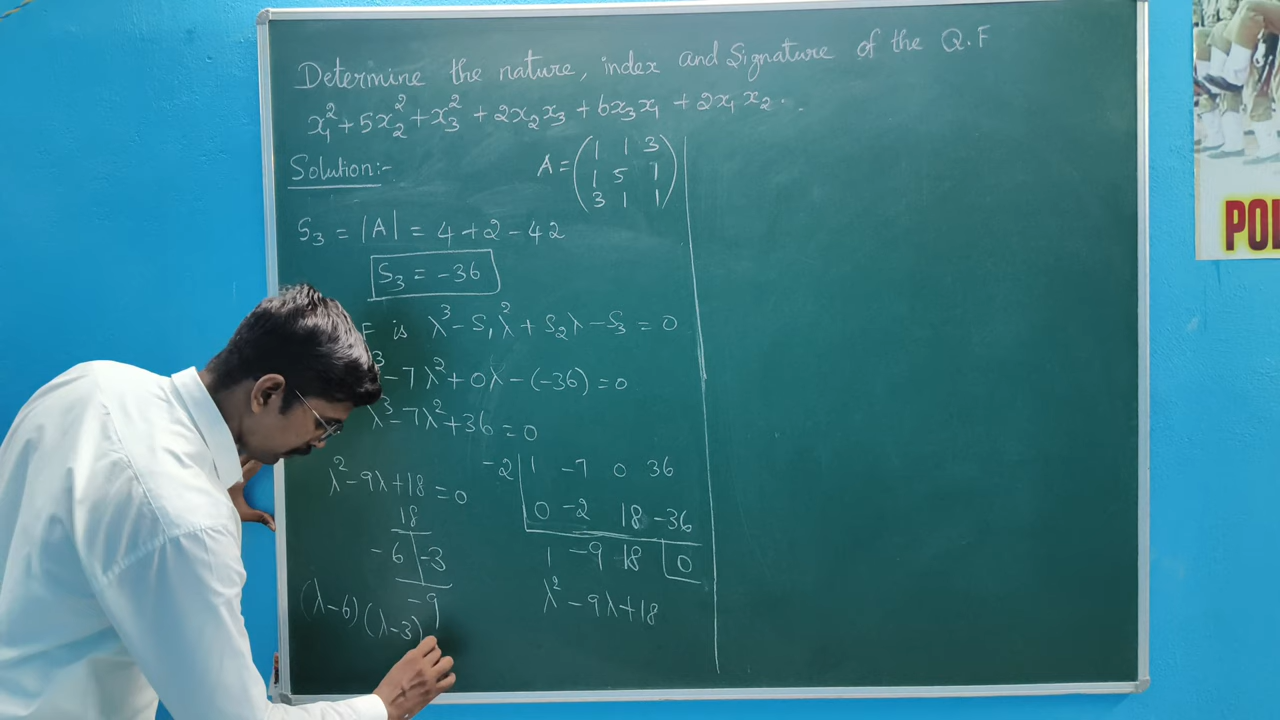 Determine the nature, index and Signature of the Q.F
x₁² + 5x₂² + x₃² + 2x₂x₃ + 6x₃x₁ + 2x₁x₂.
Solution:-
A = ( 1 1 3
1 5 1
3 1 1 )
S₃ = |A| = 4 + 2 - 42
S₃ = -36
F is λ³ - S₁λ² + S₂λ - S₃ = 0
³ - 7λ² + 0λ - (-36) = 0
λ³ - 7λ² + 36 = 0
λ² - 9λ + 18 = 0
18
-6 | -3
-9
(λ-6)(λ-3)
-2 | 1 -7 0 36
0 -2 18 -36
1 -9 18 0
λ² - 9λ + 18